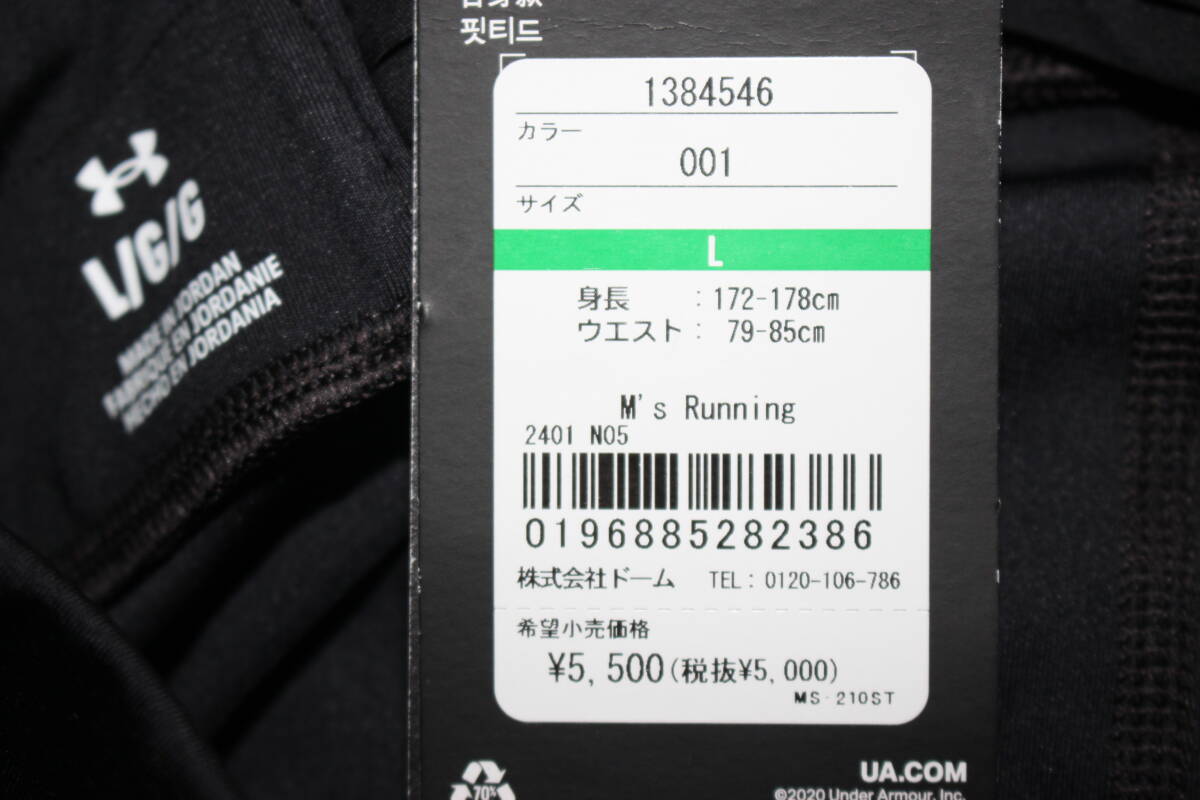 핏티드
1384546
カラー
001
サイズ
L
身長 : 172-178cm
ウエスト : 79-85cm
M's Running
2401 N05
0196885282386
株式会社ドーム TEL: 0120-106-786
希望小売価格
¥5,500(税抜¥5,000)
MS-210ST
70%
UA.COM
©2020 Under Armour, Inc.
L/G/G
MADE IN JORDAN
FABRIQUÉ EN JORDANIE
HECHO EN JORDANIA